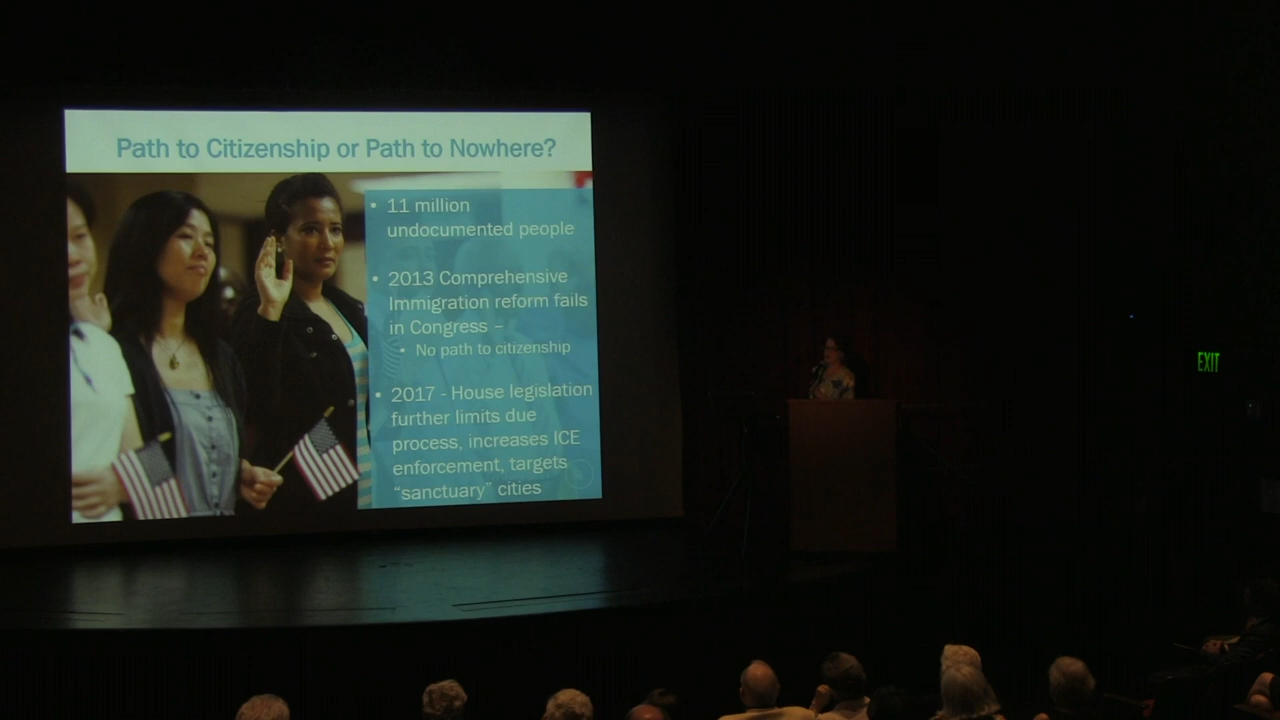 Path to Citizenship or Path to Nowhere?
• 11 million
undocumented people
• 2013 Comprehensive
Immigration reform fails
in Congress –
• No path to citizenship
• 2017 - House legislation
further limits due
process, increases ICE
enforcement, targets
“sanctuary” cities
EXIT